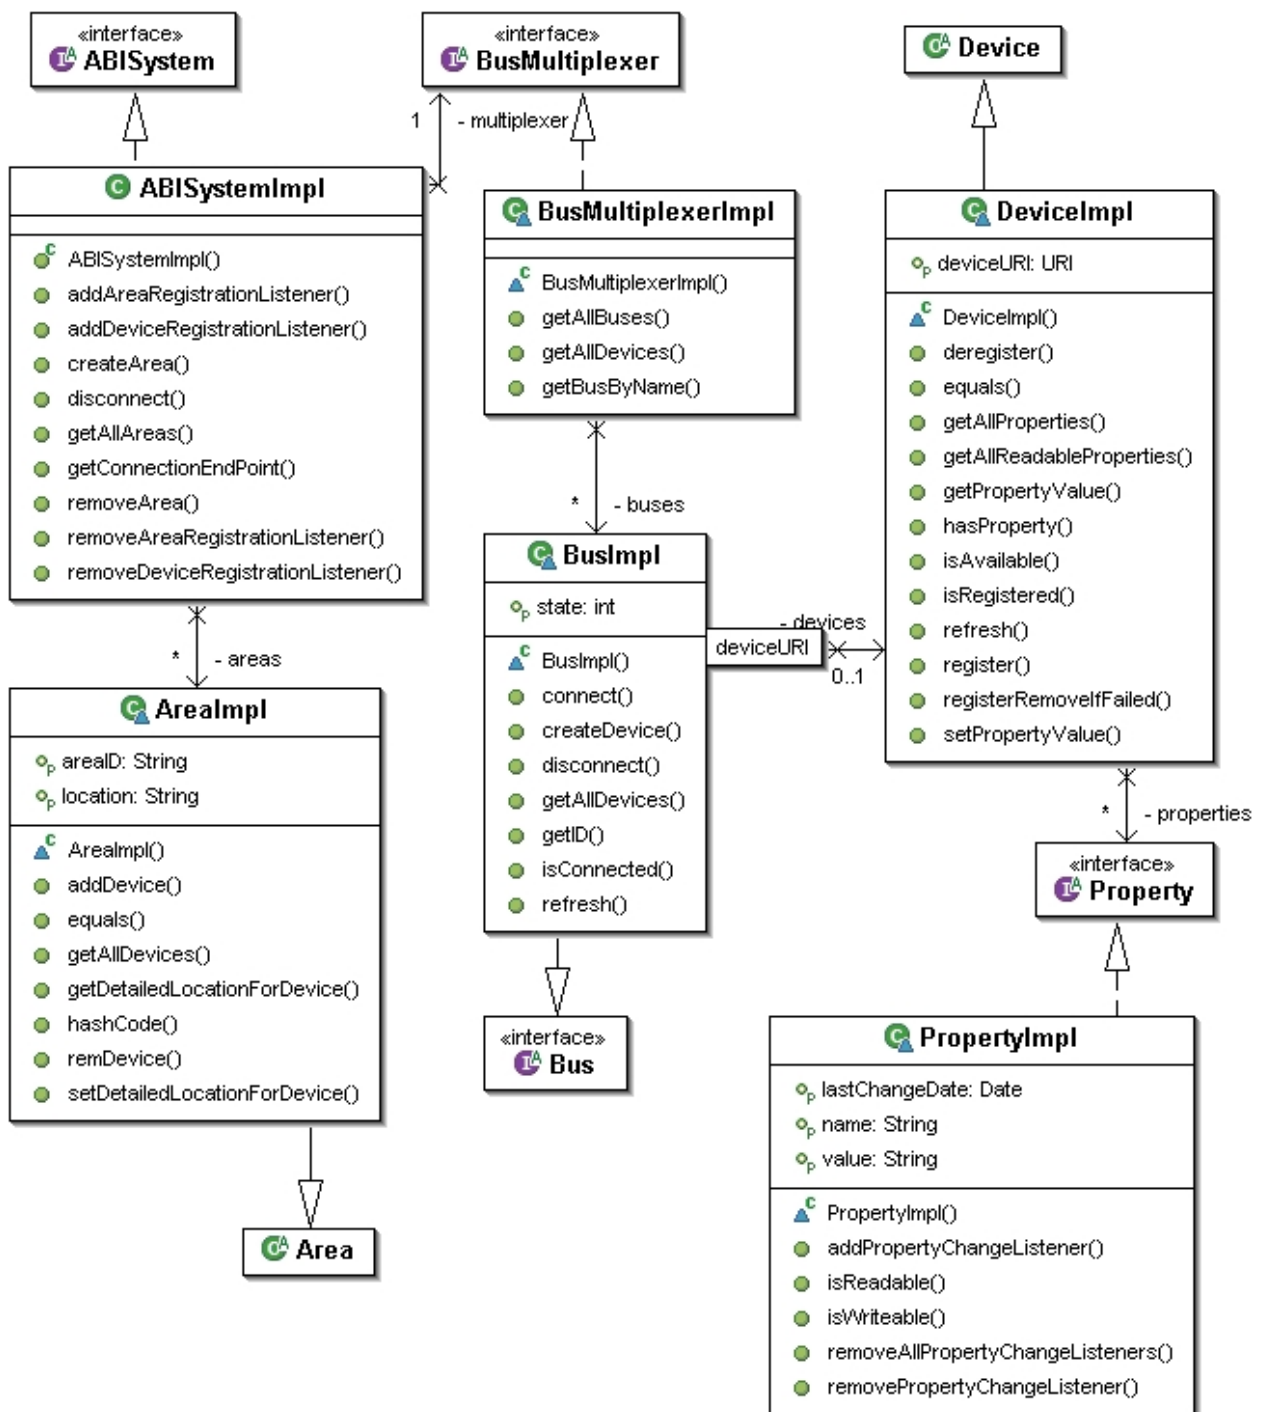 «interface»
ABISystem
«interface»
BusMultiplexer
Device
1
- multiplexer
ABISystemImpl
ABISystemImpl()
addAreaRegistrationListener()
addDeviceRegistrationListener()
createArea()
disconnect()
getAllAreas()
getConnectionEndPoint()
removeArea()
removeAreaRegistrationListener()
removeDeviceRegistrationListener()
BusMultiplexerImpl
BusMultiplexerImpl()
getAllBuses()
getAllDevices()
getBusByName()
DeviceImpl
deviceURI: URI
DeviceImpl()
deregister()
equals()
getAllProperties()
getAllReadableProperties()
getPropertyValue()
hasProperty()
isAvailable()
isRegistered()
refresh()
register()
registerRemoveIfFailed()
setPropertyValue()
* - buses
BusImpl
state: int
BusImpl()
connect()
createDevice()
disconnect()
getAllDevices()
getID()
isConnected()
refresh()
deviceURI
- devices
0..1
* - areas
AreaImpl
areaID: String
location: String
AreaImpl()
addDevice()
equals()
getAllDevices()
getDetailedLocationForDevice()
hashCode()
remDevice()
setDetailedLocationForDevice()
* - properties
«interface»
Property
«interface»
Bus
Area
PropertyImpl
lastChangeDate: Date
name: String
value: String
PropertyImpl()
addPropertyChangeListener()
isReadable()
isWriteable()
removeAllPropertyChangeListeners()
removePropertyChangeListener()